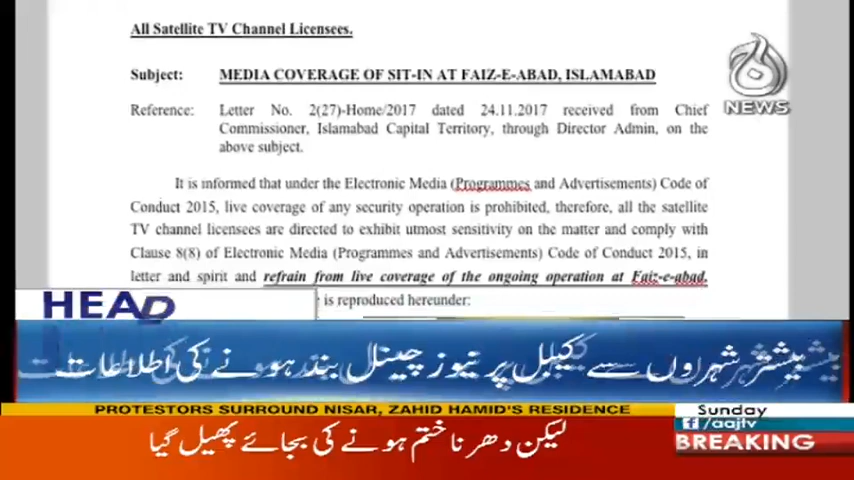 All Satellite TV Channel Licensees.
Subject: MEDIA COVERAGE OF SIT-IN AT FAIZ-E-ABAD, ISLAMABAD
Reference: Letter No. 2(27)-Home/2017 dated 24.11.2017 received from Chief
Commissioner, Islamabad Capital Territory, through Director Admin, on the
above subject.
It is informed that under the Electronic Media (Programmes and Advertisements) Code of
Conduct 2015, live coverage of any security operation is prohibited, therefore, all the satellite
TV channel licensees are directed to exhibit utmost sensitivity on the matter and comply with
Clause 8(8) of Electronic Media (Programmes and Advertisements) Code of Conduct 2015, in
letter and spirit and refrain from live coverage of the ongoing operation at Faiz-e-abad.
is reproduced hereunder:
NEWS
HEAD
بیشتر شہروں سے کیبل پر نیوز چینل بند ہونے کی اطلاعات
PROTESTORS SURROUND NISAR, ZAHID HAMID'S RESIDENCE
Sunday
f/aajtv
BREAKING
لیکن دھرنا ختم ہونے کی بجائے پھیل گیا